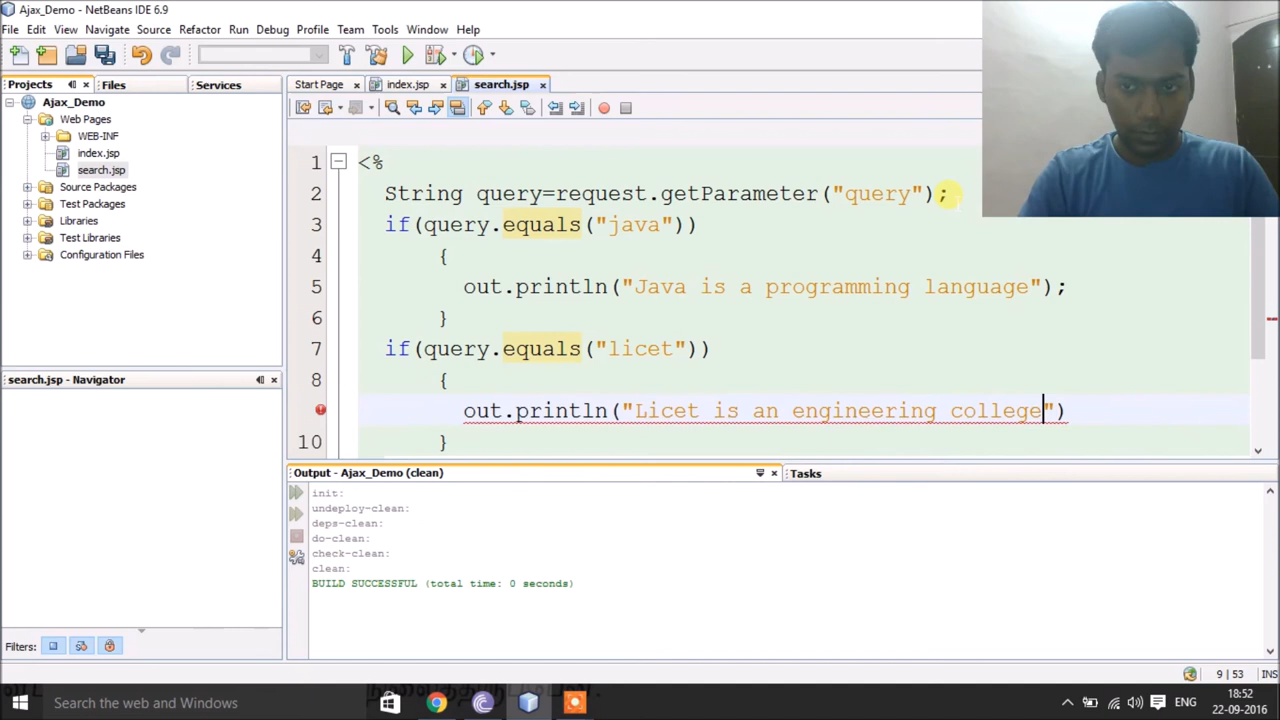 Ajax_Demo - NetBeans IDE 6.9
File Edit View Navigate Source Refactor Run Debug Profile Team Tools Window Help
Projects Files Services
Start Page index.jsp search.jsp
Ajax_Demo
Web Pages
WEB-INF
index.jsp
search.jsp
Source Packages
Test Packages
Libraries
Test Libraries
Configuration Files
search.jsp - Navigator
Filters:
1 <%
2 String query=request.getParameter("query");
3 if(query.equals("java"))
4 {
5 out.println("Java is a programming language");
6 }
7 if(query.equals("licet"))
8 {
out.println("Licet is an engineering college")
10 }
Output - Ajax_Demo (clean) Tasks
init:
undeploy-clean:
deps-clean:
do-clean:
check-clean:
clean:
BUILD SUCCESSFUL (total time: 0 seconds)
9 | 53 INS
Search the web and Windows
ENG
18:52
22-09-2016